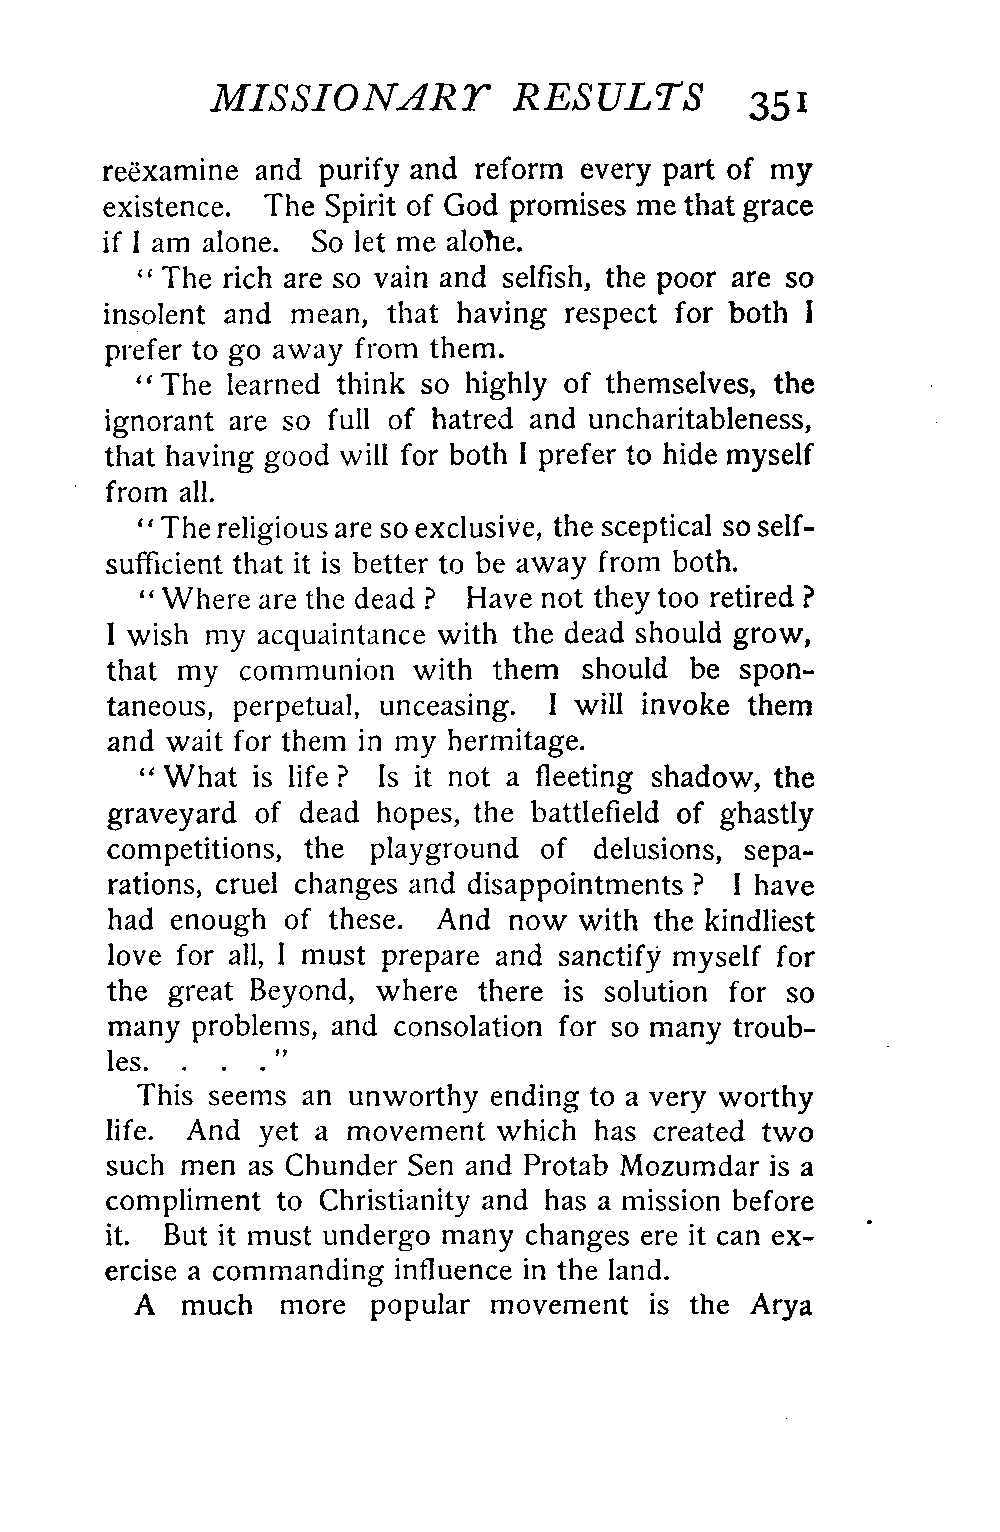 MISSIONARY RESULTS 351
reëxamine and purify and reform every part of my
existence. The Spirit of God promises me that grace
if I am alone. So let me alone.
“ The rich are so vain and selfish, the poor are so
insolent and mean, that having respect for both I
prefer to go away from them.
“ The learned think so highly of themselves, the
ignorant are so full of hatred and uncharitableness,
that having good will for both I prefer to hide myself
from all.
“ The religious are so exclusive, the sceptical so self-
sufficient that it is better to be away from both.
“ Where are the dead ? Have not they too retired ?
I wish my acquaintance with the dead should grow,
that my communion with them should be spon-
taneous, perpetual, unceasing. I will invoke them
and wait for them in my hermitage.
“ What is life ? Is it not a fleeting shadow, the
graveyard of dead hopes, the battlefield of ghastly
competitions, the playground of delusions, sepa-
rations, cruel changes and disappointments ? I have
had enough of these. And now with the kindliest
love for all, I must prepare and sanctify myself for
the great Beyond, where there is solution for so
many problems, and consolation for so many troub-
les. . . . ”
This seems an unworthy ending to a very worthy
life. And yet a movement which has created two
such men as Chunder Sen and Protab Mozumdar is a
compliment to Christianity and has a mission before
it. But it must undergo many changes ere it can ex-
ercise a commanding influence in the land.
A much more popular movement is the Arya